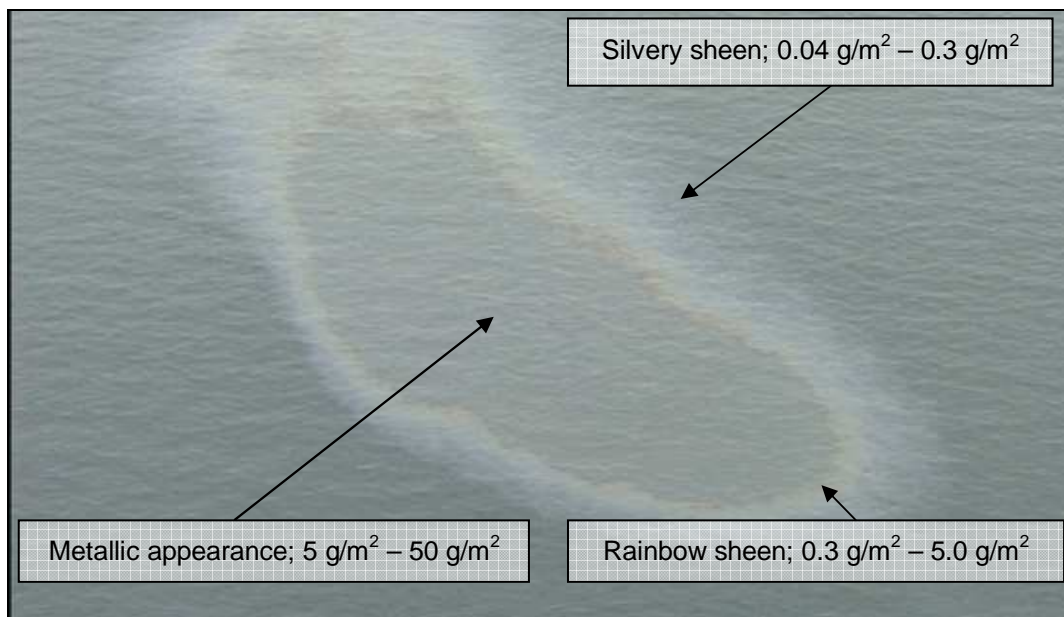 Silvery sheen; 0.04 g/m² – 0.3 g/m²
Metallic appearance; 5 g/m² – 50 g/m²
Rainbow sheen; 0.3 g/m² – 5.0 g/m²